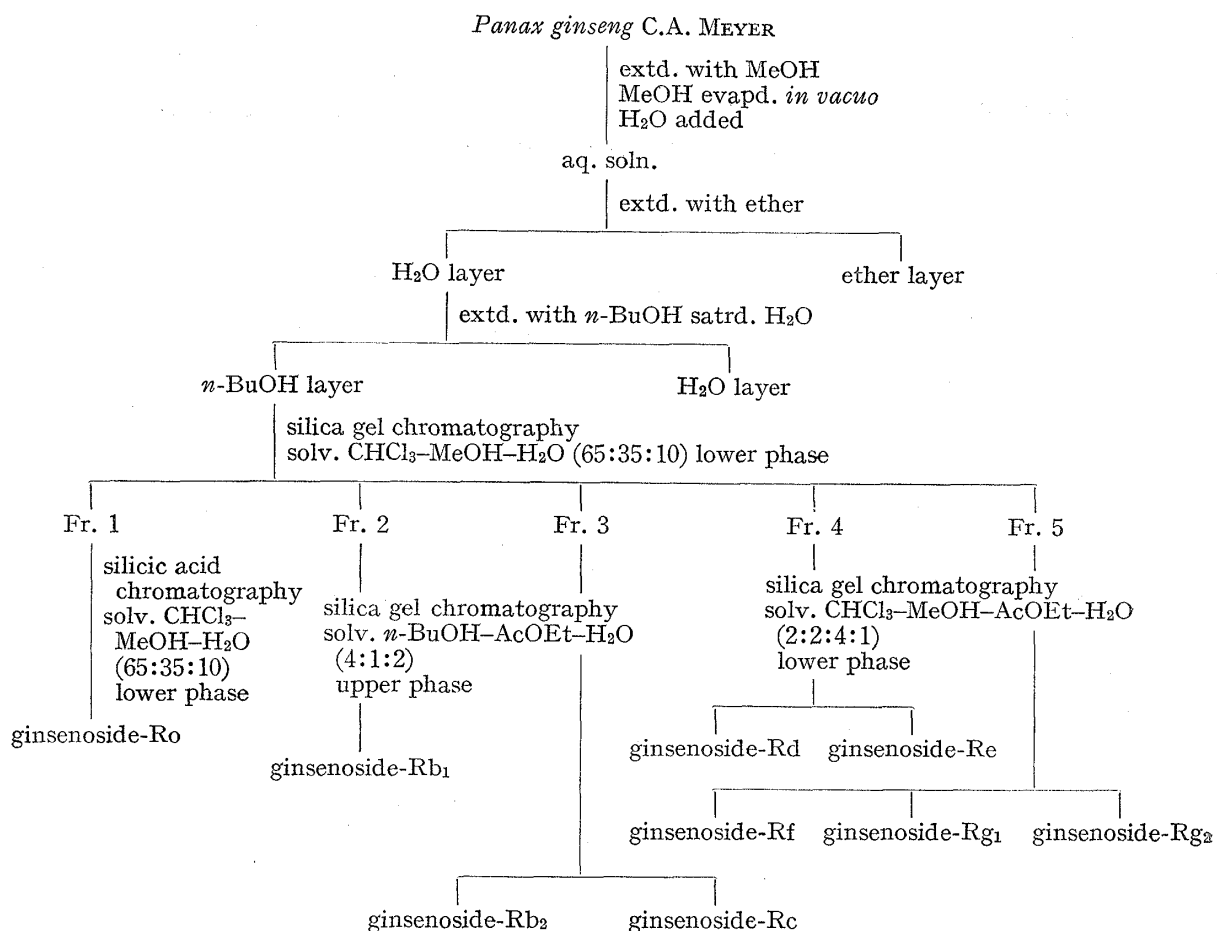 Panax ginseng C.A. MEYER
extd. with MeOH
MeOH evapd. in vacuo
H₂O added
aq. soln.
extd. with ether
H₂O layer
ether layer
extd. with n-BuOH satrd. H₂O
n-BuOH layer
H₂O layer
silica gel chromatography
solv. CHCl₃–MeOH–H₂O (65:35:10) lower phase
Fr. 1
Fr. 2
Fr. 3
Fr. 4
Fr. 5
silicic acid
chromatography
solv. CHCl₃–
MeOH–H₂O
(65:35:10)
lower phase
silica gel chromatography
solv. n-BuOH–AcOEt–H₂O
(4:1:2)
upper phase
silica gel chromatography
solv. CHCl₃–MeOH–AcOEt–H₂O
(2:2:4:1)
lower phase
ginsenoside-Ro
ginsenoside-Rb₁
ginsenoside-Rd
ginsenoside-Re
ginsenoside-Rf
ginsenoside-Rg₁
ginsenoside-Rg₂
ginsenoside-Rb₂
ginsenoside-Rc